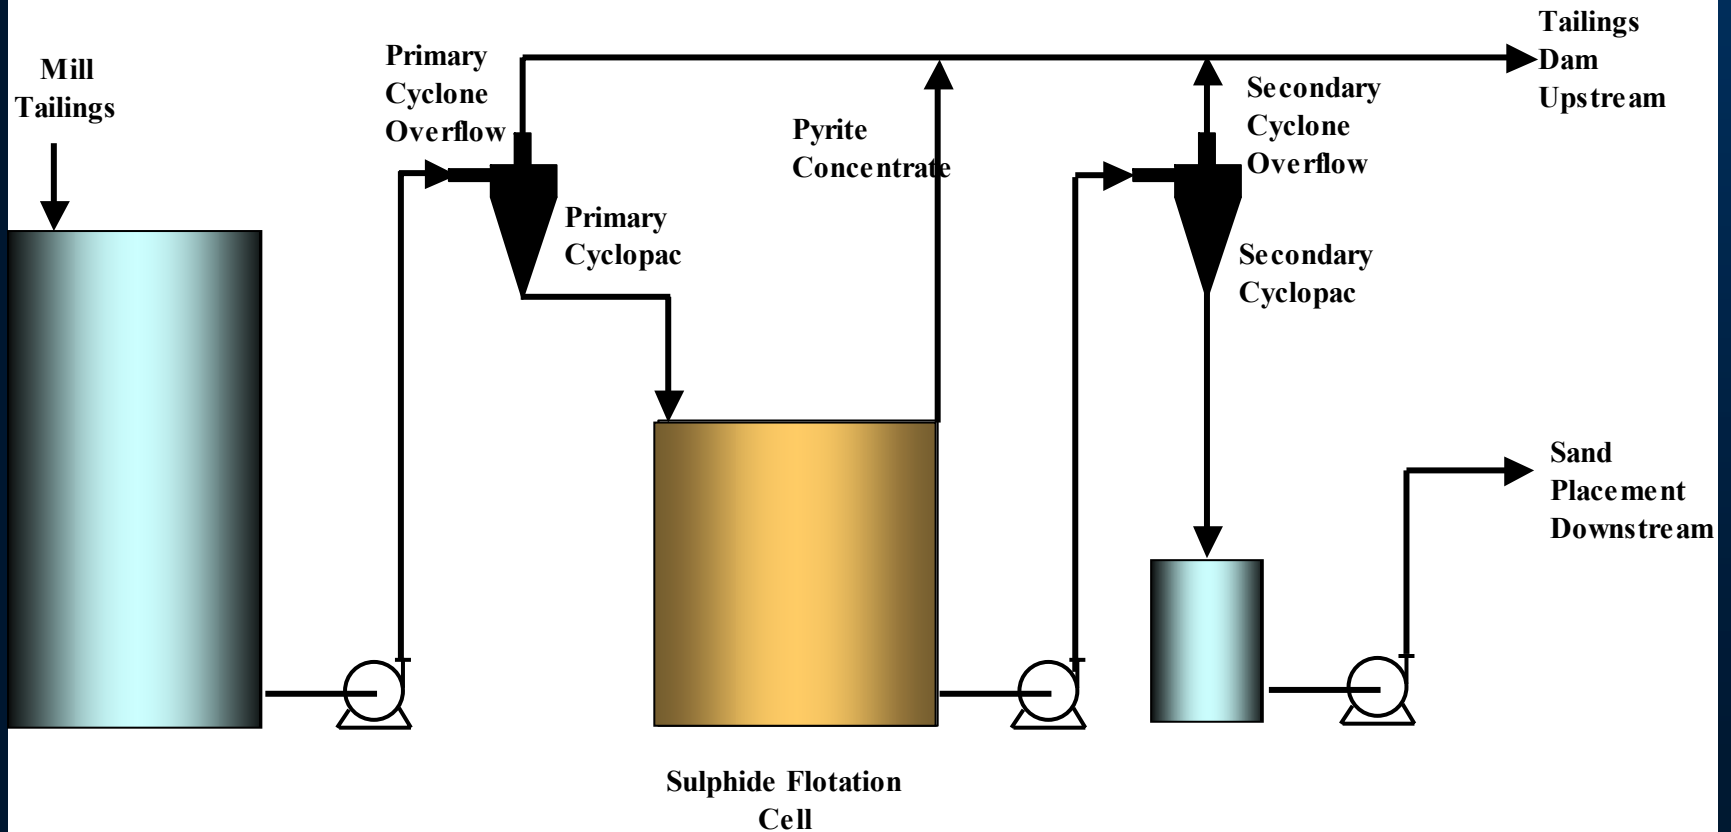 Mill
Tailings
Primary
Cyclone
Overflow
Primary
Cyclopac
Pyrite
Concentrate
Secondary
Cyclone
Overflow
Secondary
Cyclopac
Tailings
Dam
Upstream
Sand
Placement
Downstream
Sulphide Flotation
Cell